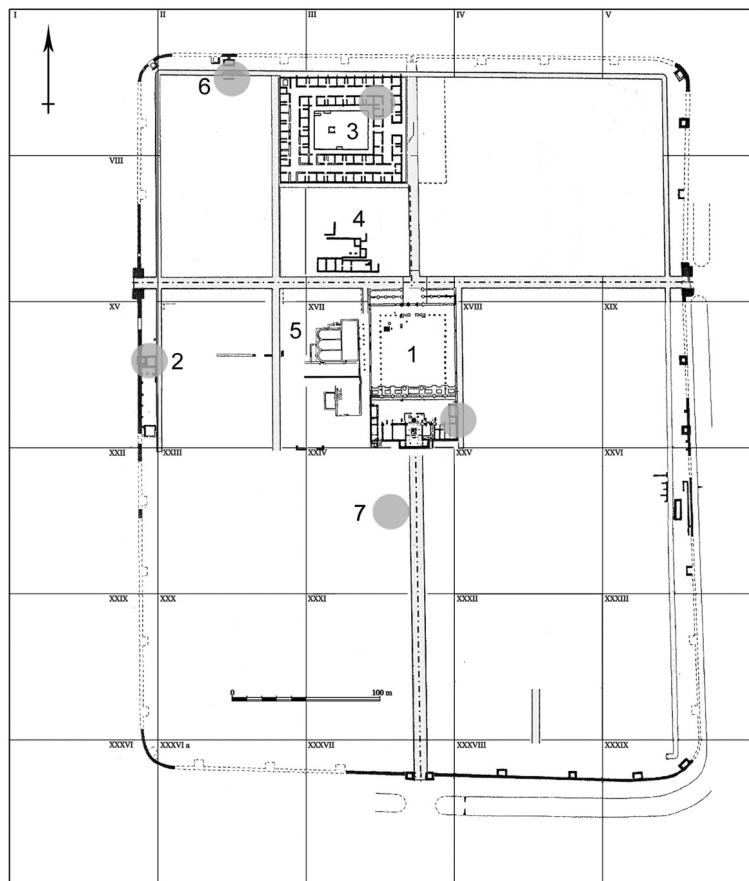 I II III IV V
6
3
VIII
4
XV XVII XVIII XIX
5
1
2
XXII XXIII XXIV XXV XXVI
7
XXIX XXX XXXI XXXII XXXIII
0 100 m
XXXVI XXXVI a XXXVII XXXVIII XXXIX